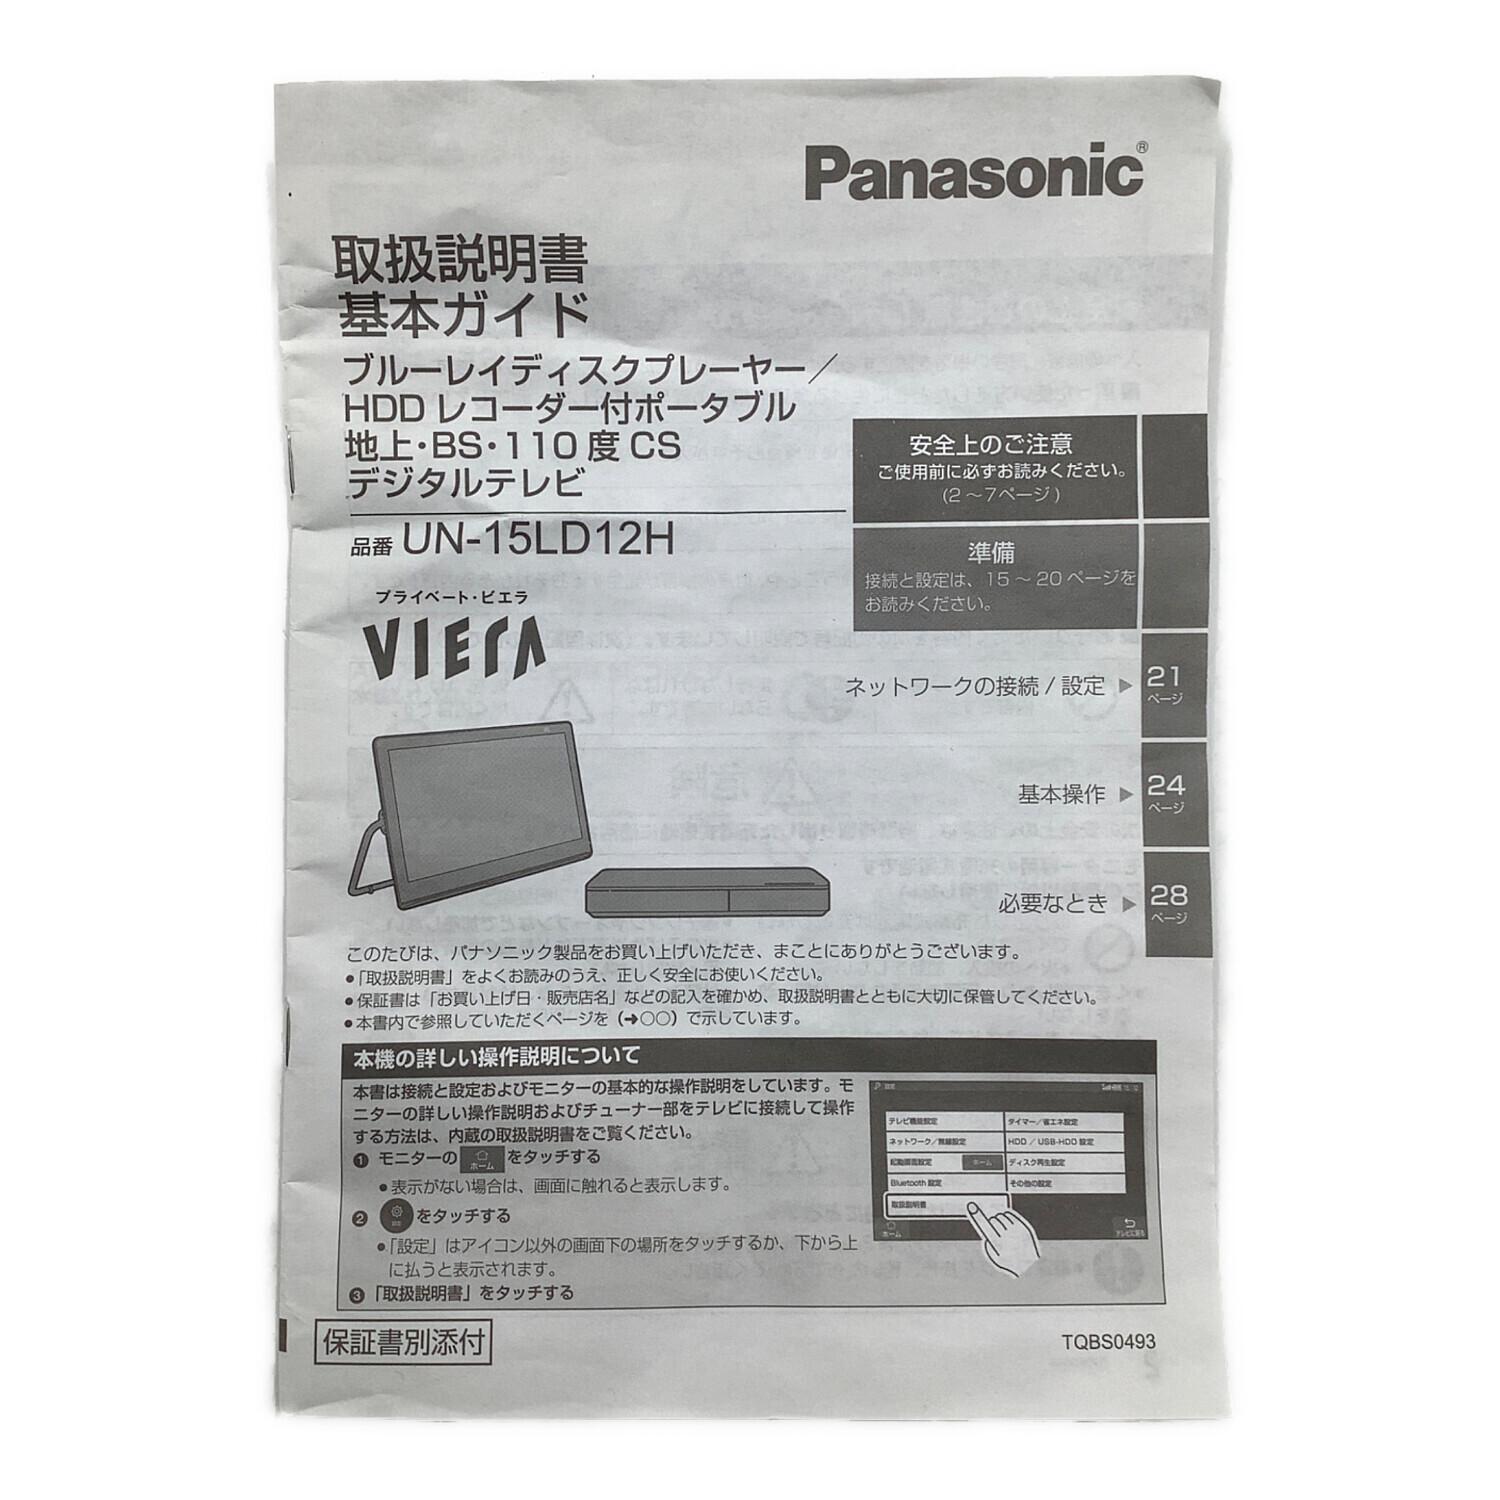 Panasonic®
取扱説明書
基本ガイド
ブルーレイディスクプレーヤー／
HDD レコーダー付ポータブル
地上・BS・110 度 CS
デジタルテレビ
品番 UN-15LD12H
プライベート・ビエラ
VIERA
安全上のご注意
ご使用前に必ずお読みください。
(2 ～ 7ページ)
準備
接続と設定は、15 ～ 20 ページを
お読みください。
ネットワークの接続 / 設定 ▶ 21 ページ
基本操作 ▶ 24 ページ
必要なとき ▶ 28 ページ
このたびは、パナソニック製品をお買い上げいただき、まことにありがとうございます。
●「取扱説明書」をよくお読みのうえ、正しく安全にお使いください。
●保証書は「お買い上げ日・販売店名」などの記入を確かめ、取扱説明書とともに大切に保管してください。
●本書内で参照していただくページを（➜○○）で示しています。
本機の詳しい操作説明について
本書は接続と設定およびモニターの基本的な操作説明をしています。モ
ニターの詳しい操作説明およびチューナー部をテレビに接続して操作
する方法は、内蔵の取扱説明書をご覧ください。
❶ モニターの ホーム をタッチする
●表示がない場合は、画面に触れると表示します。
❷ 設定 をタッチする
●「設定」はアイコン以外の画面下の場所をタッチするか、下から上
に払うと表示されます。
❸「取扱説明書」をタッチする
設定
テレビ機能設定 タイマー／省エネ設定
ネットワーク／無線設定 HDD / USB-HDD 設定
起動画面設定 ホーム ディスク再生設定
Bluetooth 設定 その他の設定
取扱説明書
ホーム テレビに戻る
保証書別添付
TQBS0493